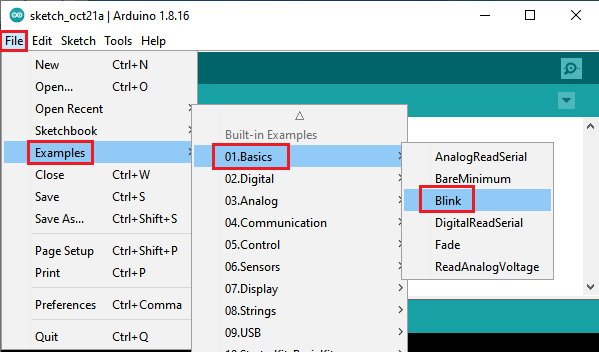 sketch_oct21a | Arduino 1.8.16
File Edit Sketch Tools Help
New Ctrl+N
Open... Ctrl+O
Open Recent
Sketchbook
Examples
Close Ctrl+W
Save Ctrl+S
Save As... Ctrl+Shift+S
Page Setup Ctrl+Shift+P
Print Ctrl+P
Preferences Ctrl+Comma
Quit Ctrl+Q
Built-in Examples
01.Basics
02.Digital
03.Analog
04.Communication
05.Control
06.Sensors
07.Display
08.Strings
09.USB
AnalogReadSerial
BareMinimum
Blink
DigitalReadSerial
Fade
ReadAnalogVoltage